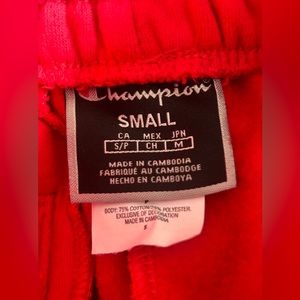 Champion
SMALL
CA MEX JPN
S/P CH M
MADE IN CAMBODIA
FABRIQUÉ AU CAMBODGE
HECHO EN CAMBOYA
BODY: 75% COTTON/25% POLYESTER.
EXCLUSIVE OF DECORATION
MADE IN CAMBODIA
S